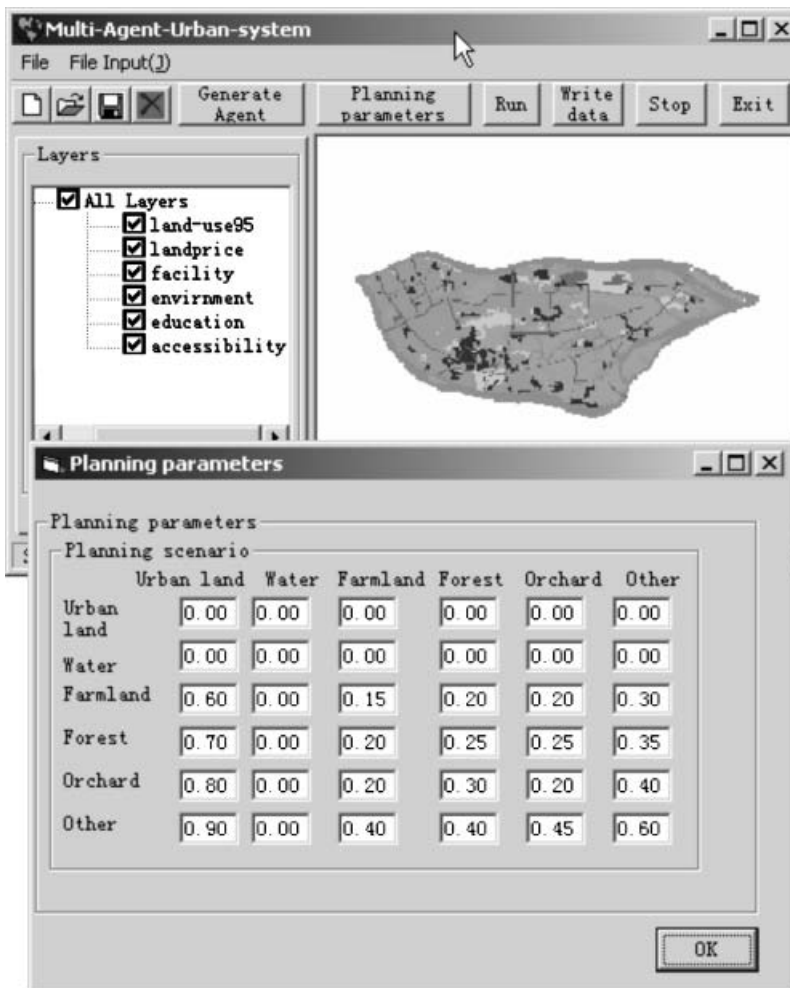 Multi-Agent-Urban-system
File File Input(J)
Generate Agent Planning parameters Run Write data Stop Exit
Layers
All Layers
land-use95
landprice
facility
envirnment
education
accessibility
Planning parameters
Planning parameters
Planning scenario
Urban land Water Farmland Forest Orchard Other
Urban land 0.00 0.00 0.00 0.00 0.00 0.00
Water 0.00 0.00 0.00 0.00 0.00 0.00
Farmland 0.60 0.00 0.15 0.20 0.20 0.30
Forest 0.70 0.00 0.20 0.25 0.25 0.35
Orchard 0.80 0.00 0.20 0.30 0.20 0.40
Other 0.90 0.00 0.40 0.40 0.45 0.60
OK